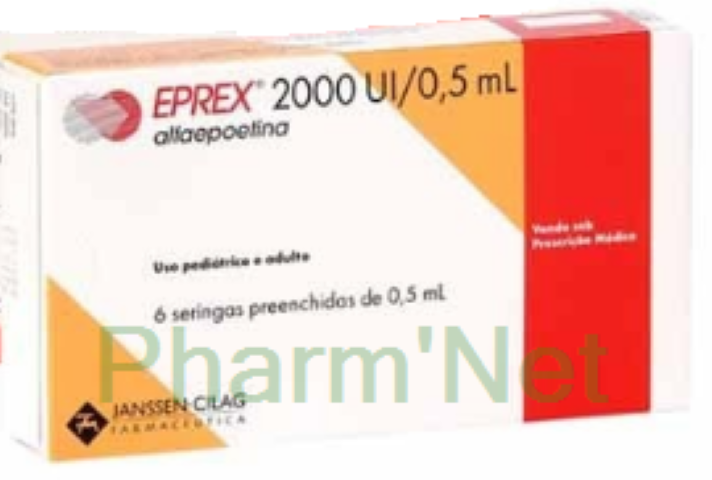 EPREX® 2000 UI/0,5 mL
alfaepoetina
Venda sob
Prescrição Médica
Uso pediátrico e adulto
6 seringas preenchidas de 0,5 mL
Pharm'Net
JANSSEN-CILAG
FARMACÊUTICA